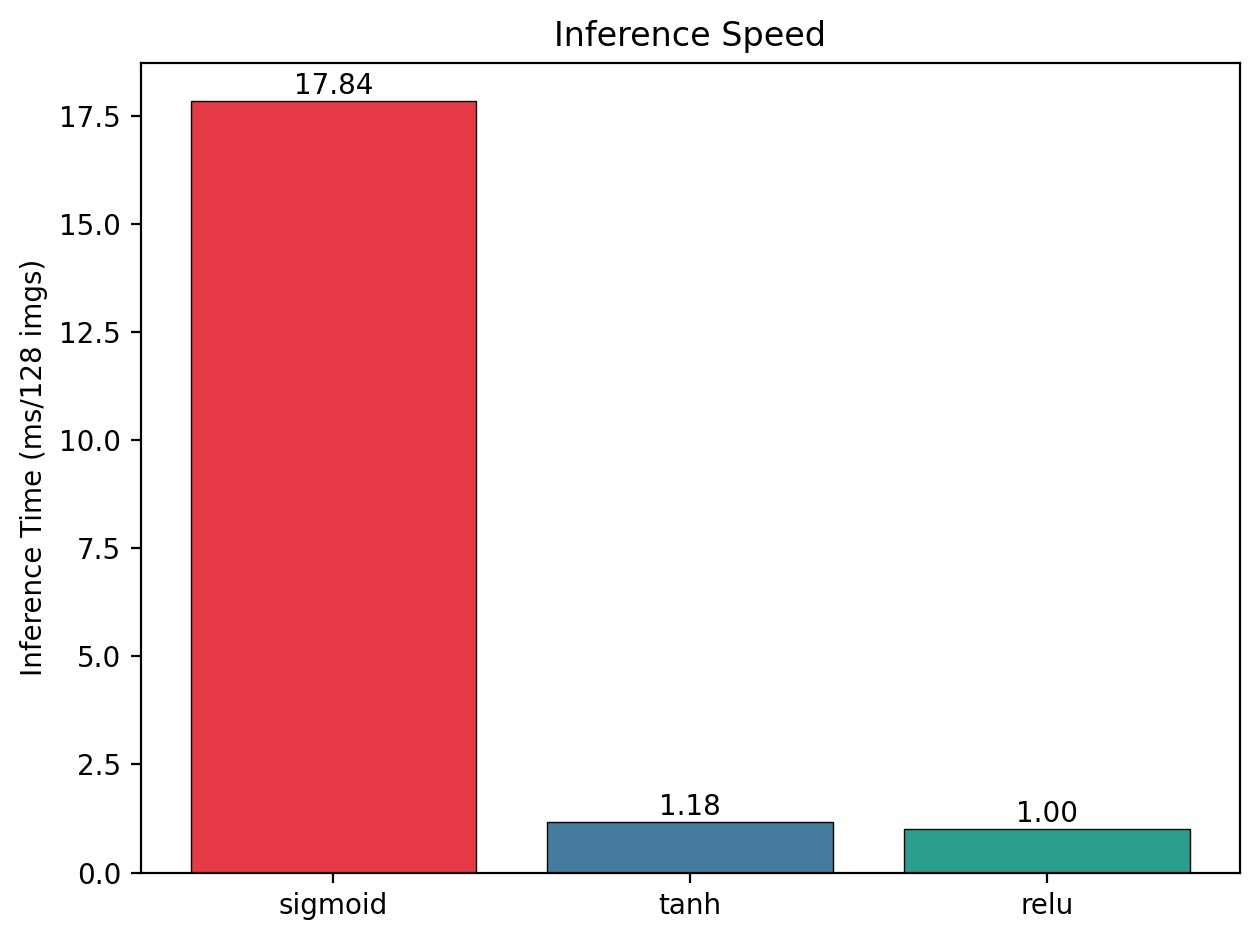 Inference Speed
Inference Time (ms/128 imgs)
17.5
15.0
12.5
10.0
7.5
5.0
2.5
0.0
17.84
1.18
1.00
sigmoid
tanh
relu